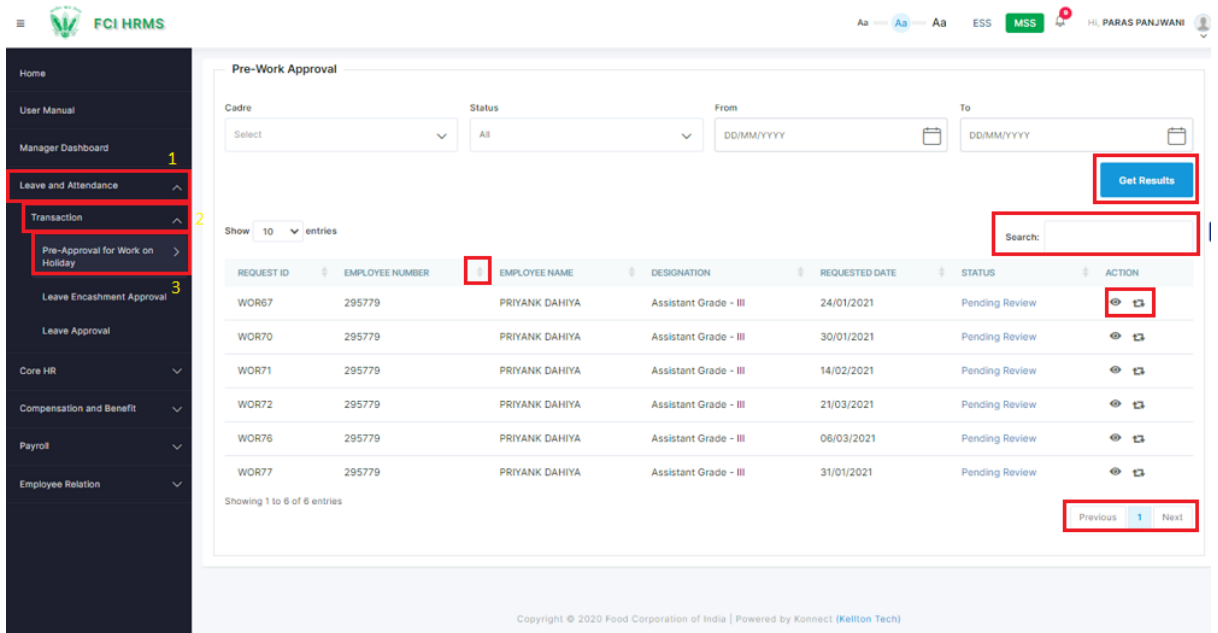 FCI HRMS
Aa Aa Aa ESS MSS HI, PARAS PANJWANI
Home
User Manual
Manager Dashboard
1
Leave and Attendance
Transaction
2
Pre-Approval for Work on
Holiday
3
Leave Encashment Approval
Leave Approval
Core HR
Compensation and Benefit
Payroll
Employee Relation
Pre-Work Approval
Cadre Status From To
Select All DD/MM/YYYY DD/MM/YYYY
Get Results
Show 10 entries Search:
REQUEST ID EMPLOYEE NUMBER EMPLOYEE NAME DESIGNATION REQUESTED DATE STATUS ACTION
WOR67 295779 PRIYANK DAHIYA Assistant Grade - III 24/01/2021 Pending Review
WOR70 295779 PRIYANK DAHIYA Assistant Grade - III 30/01/2021 Pending Review
WOR71 295779 PRIYANK DAHIYA Assistant Grade - III 14/02/2021 Pending Review
WOR72 295779 PRIYANK DAHIYA Assistant Grade - III 21/03/2021 Pending Review
WOR76 295779 PRIYANK DAHIYA Assistant Grade - III 06/03/2021 Pending Review
WOR77 295779 PRIYANK DAHIYA Assistant Grade - III 31/01/2021 Pending Review
Showing 1 to 6 of 6 entries
Previous 1 Next
Copyright © 2020 Food Corporation of India | Powered by Konnect (Kellton Tech)